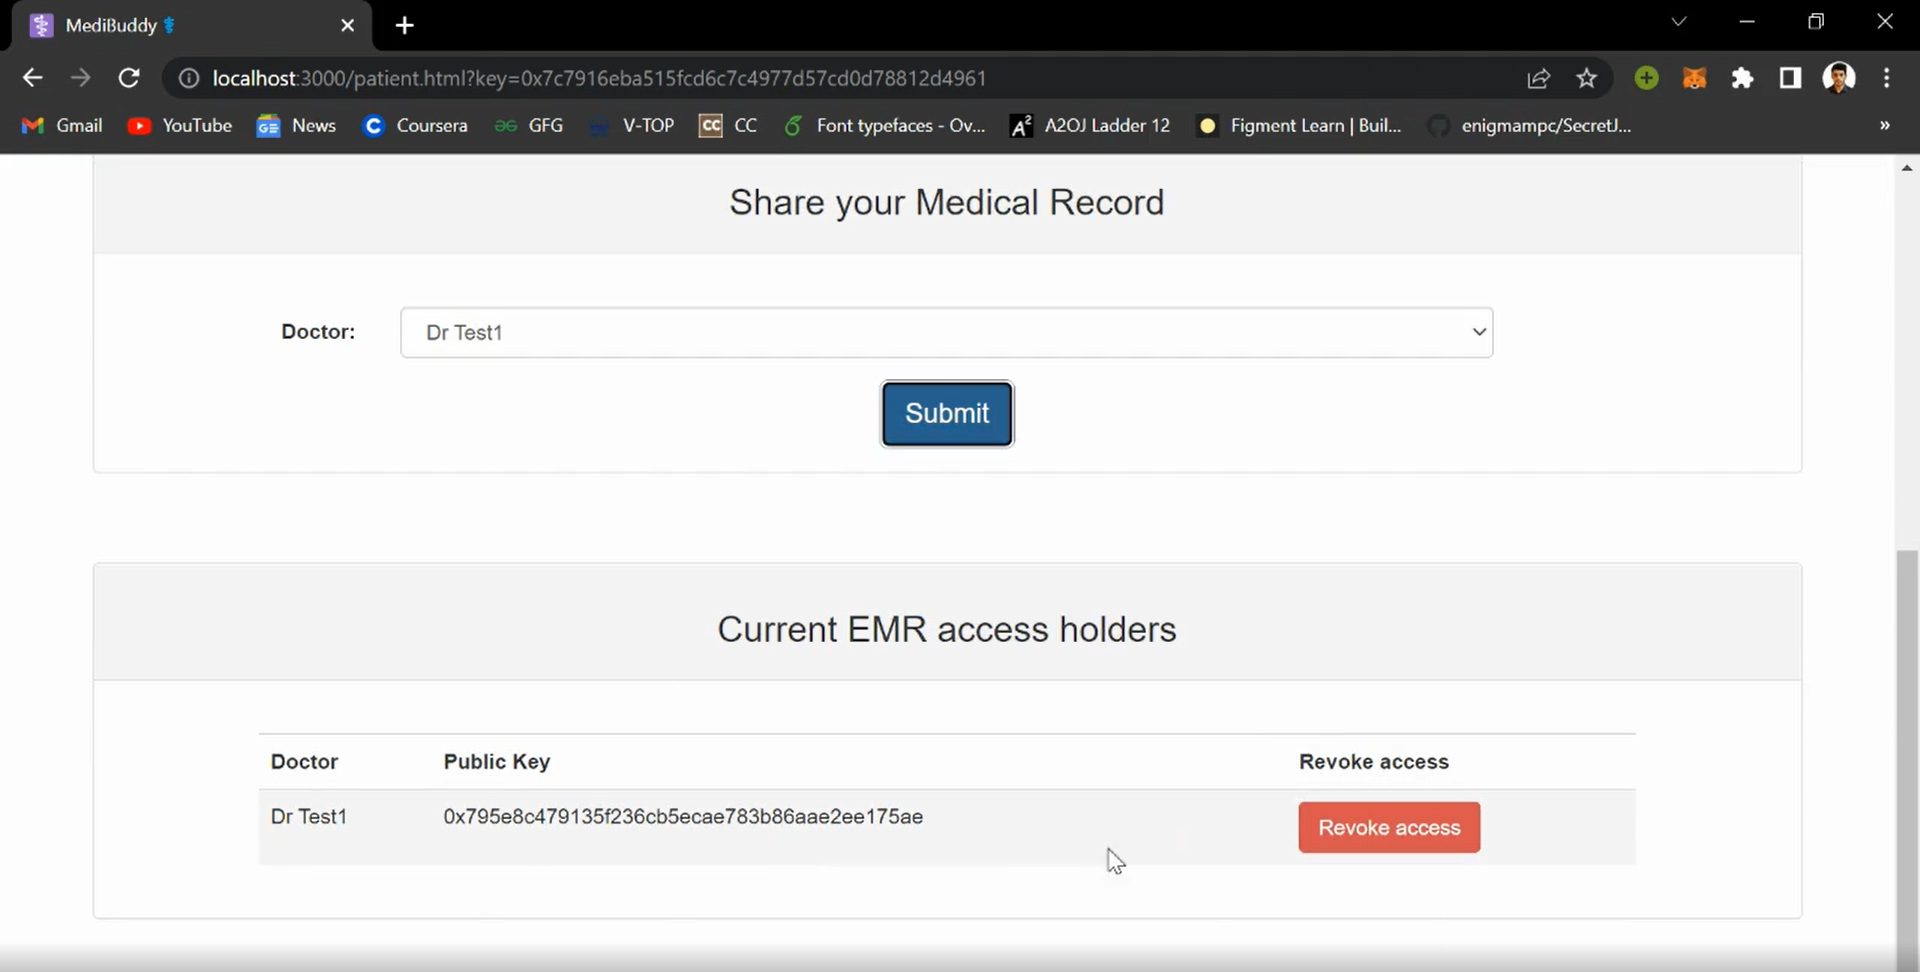 MediBuddy
localhost:3000/patient.html?key=0x7c7916eba515fcd6c7c4977d57cd0d78812d4961
Gmail YouTube News Coursera GFG V-TOP CC CC Font typefaces - Ov... A2OJ Ladder 12 Figment Learn | Buil... enigmampc/SecretJ... »
Share your Medical Record
Doctor: Dr Test1
Submit
Current EMR access holders
Doctor Public Key Revoke access
Dr Test1 0x795e8c479135f236cb5ecae783b86aae2ee175ae Revoke access